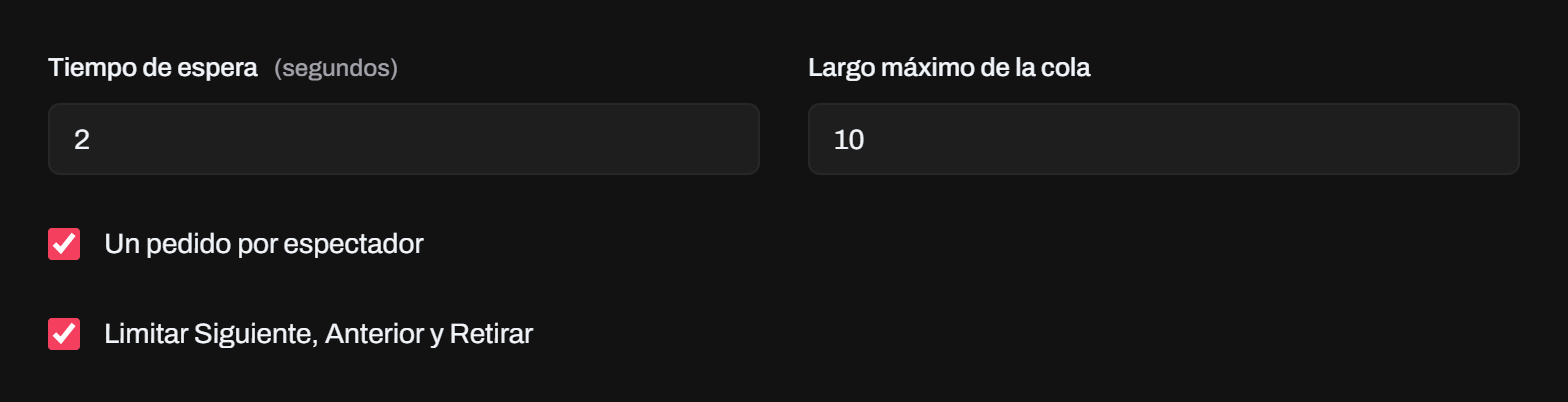 Tiempo de espera (segundos)
Largo máximo de la cola
2
10
Un pedido por espectador
Limitar Siguiente, Anterior y Retirar